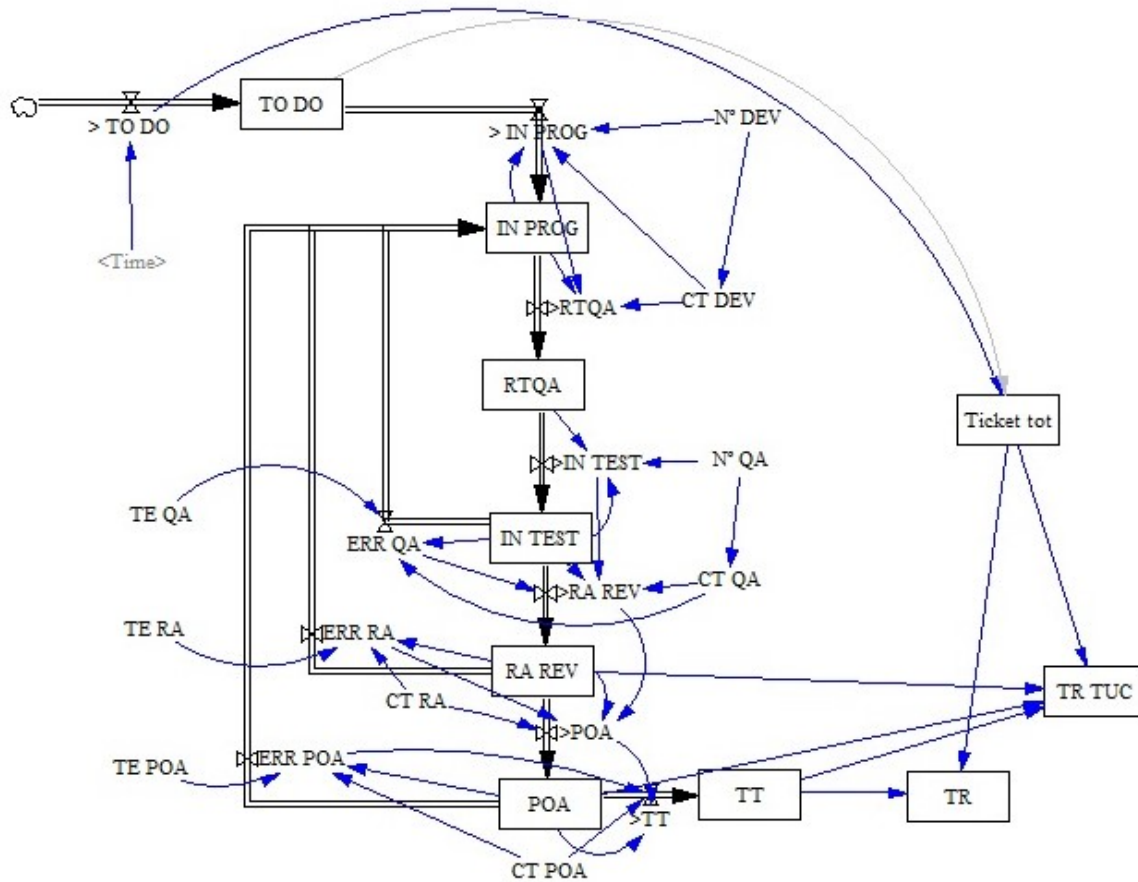 TO DO
> TO DO
> IN PROG
N° DEV
IN PROG
<Time>
>RTQA
CT DEV
RTQA
Ticket tot
>IN TEST
N° QA
TE QA
IN TEST
ERR QA
>RA REV
CT QA
TE RA
ERR RA
RA REV
CT RA
TR TUC
>POA
ERR POA
TE POA
POA
TT
TR
>TT
CT POA